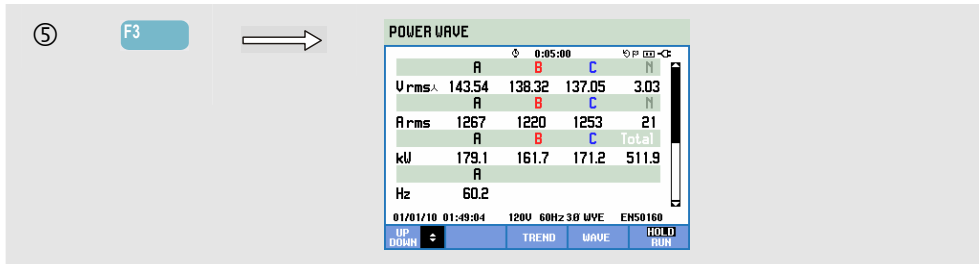 ⑤ F3
POWER WAVE
0:05:00
A B C N
Vrms⅄ 143.54 138.32 137.05 3.03
A B C N
Arms 1267 1220 1253 21
A B C Total
kW 179.1 161.7 171.2 511.9
A
Hz 60.2
01/01/10 01:49:04 120V 60Hz 3Ø WYE EN50160
UP DOWN TREND WAVE HOLD RUN